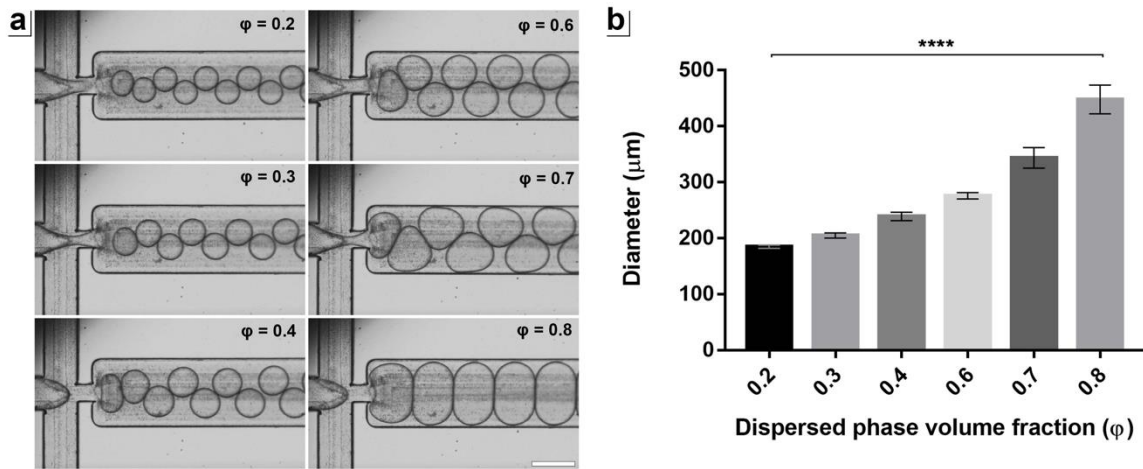 a
φ = 0.2
φ = 0.6
φ = 0.3
φ = 0.7
φ = 0.4
φ = 0.8
b
****
500
400
300
200
100
0
Diameter (μm)
0.2
0.3
0.4
0.6
0.7
0.8
Dispersed phase volume fraction (φ)